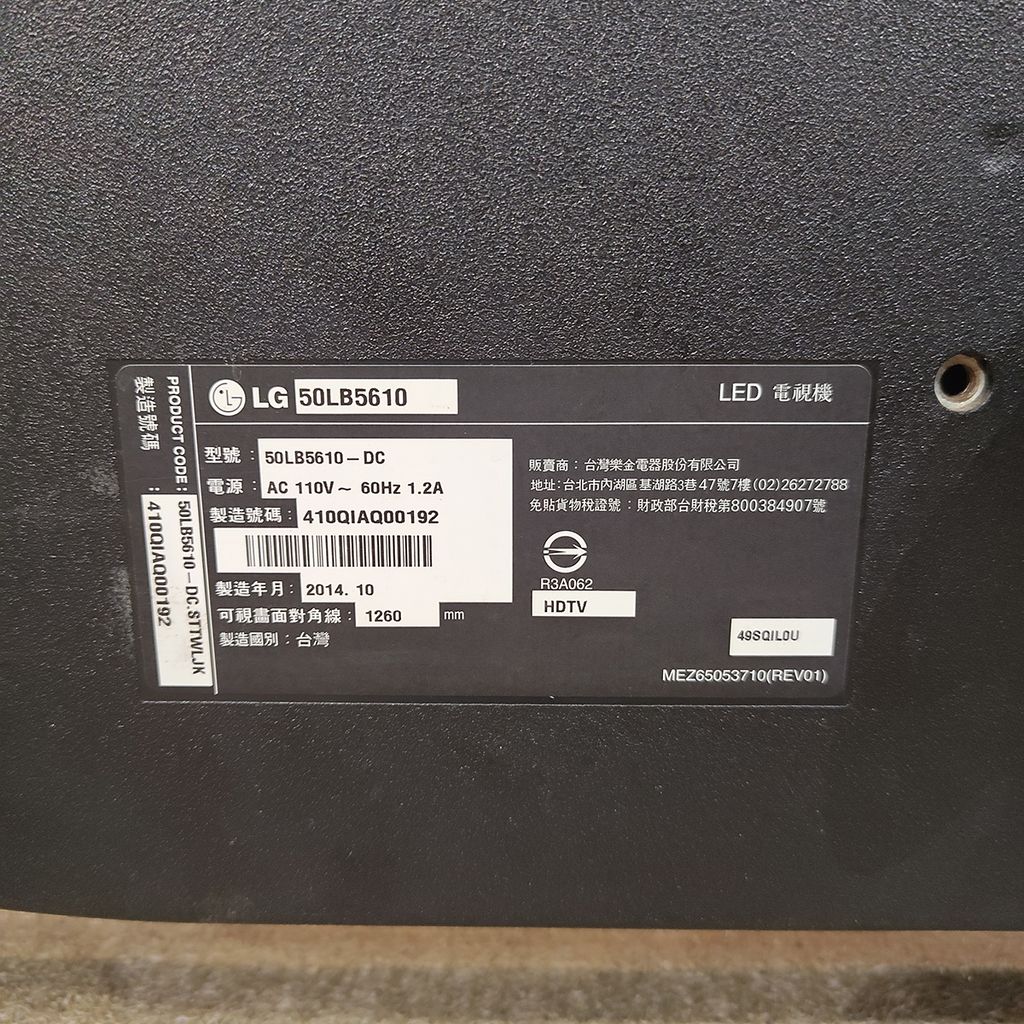 LG 50LB5610
LED 電視機
型號 : 50LB5610-DC
電源 : AC 110V~ 60Hz 1.2A
製造號碼 : 410QIAQ00192
製造年月 : 2014. 10
可視畫面對角線 : 1260 mm
製造國別 : 台灣
販賣商 : 台灣樂金電器股份有限公司
地址: 台北市內湖區基湖路3巷47號7樓(02)26272788
免貼貨物稅證號 : 財政部台財稅第800384907號
R3A062
HDTV
49SQIL0U
MEZ65053710(REV01)
PRODUCT CODE : 50LB5610-DC.STTWLJK
製造號碼 : 410QIAQ00192